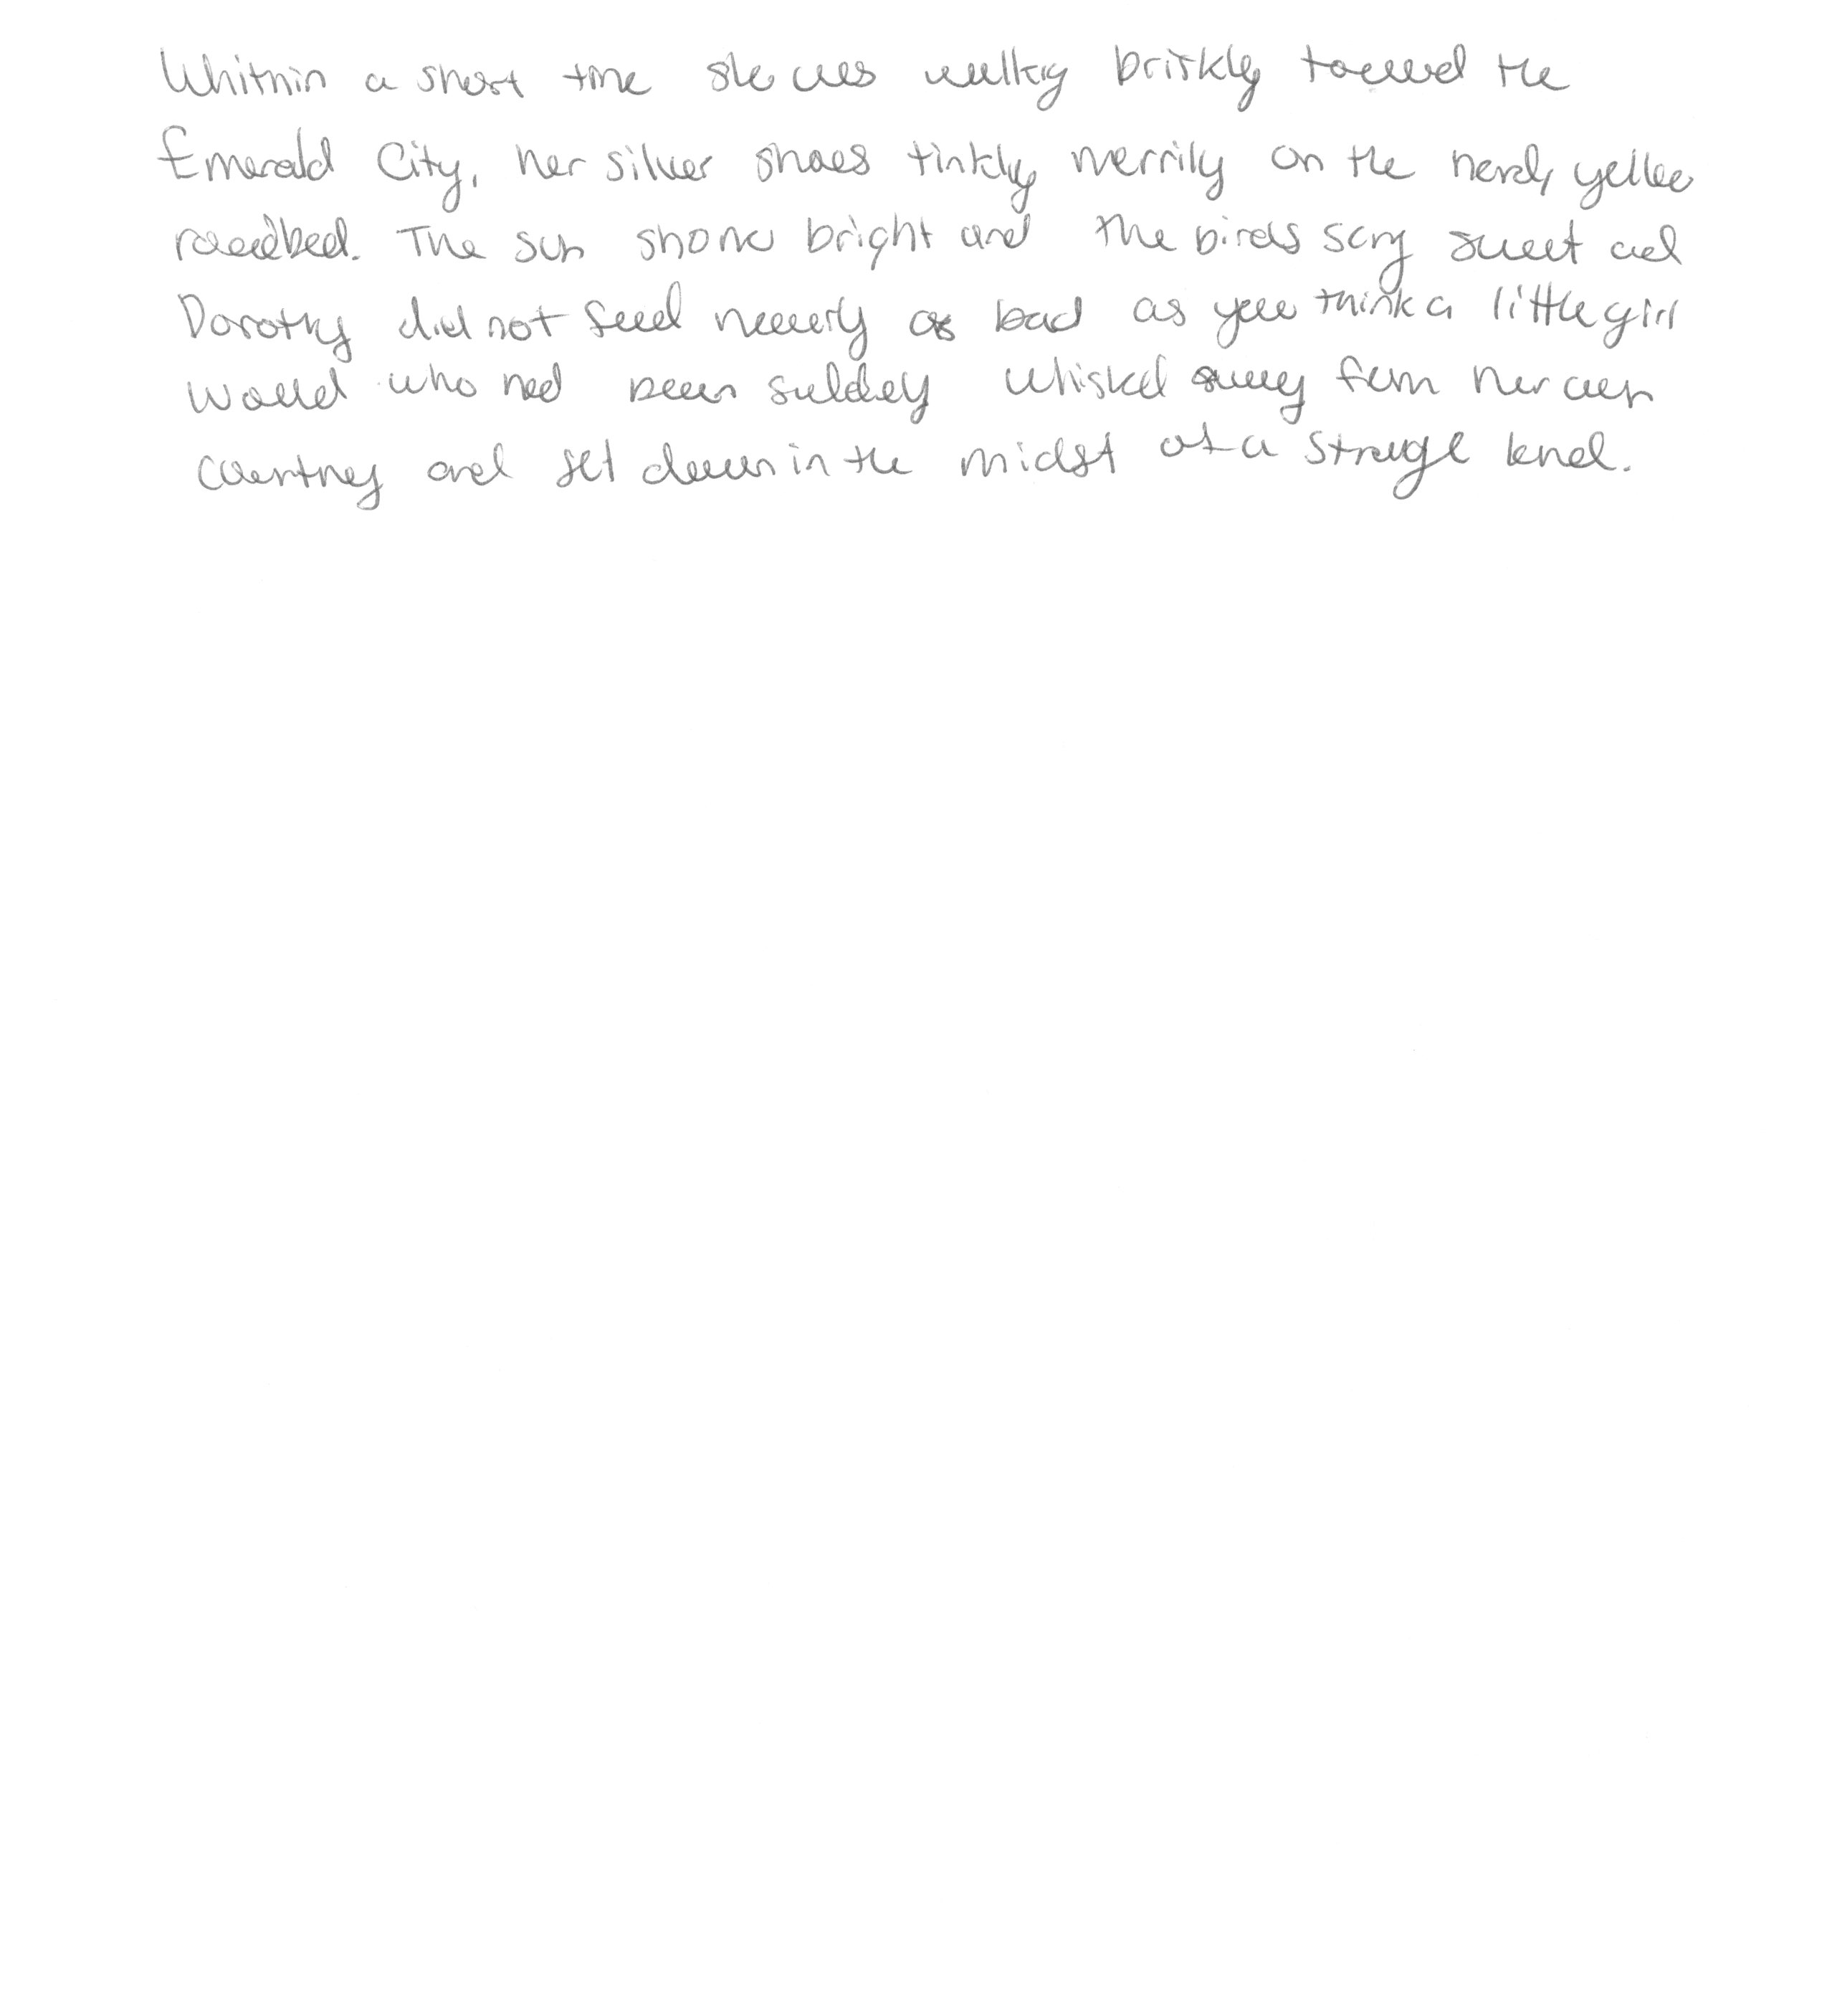 Whithin a short time she was walking briskly toward the
Emerald City, her silver shoes tinkling merrily on the hard, yellow
roadbed. The sun shone bright and the birds sang sweet and
Dorothy did not feel nearly as bad as you think a little girl
would who had been suddenly whisked away from her own
country and set down in the midst of a strange land.